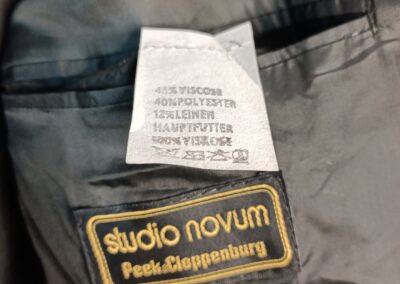 48% VISCOSE
40% POLYESTER
12% LEINEN
HAUPTFUTTER
100% VISKOSE
studio novum
Peek&Cloppenburg